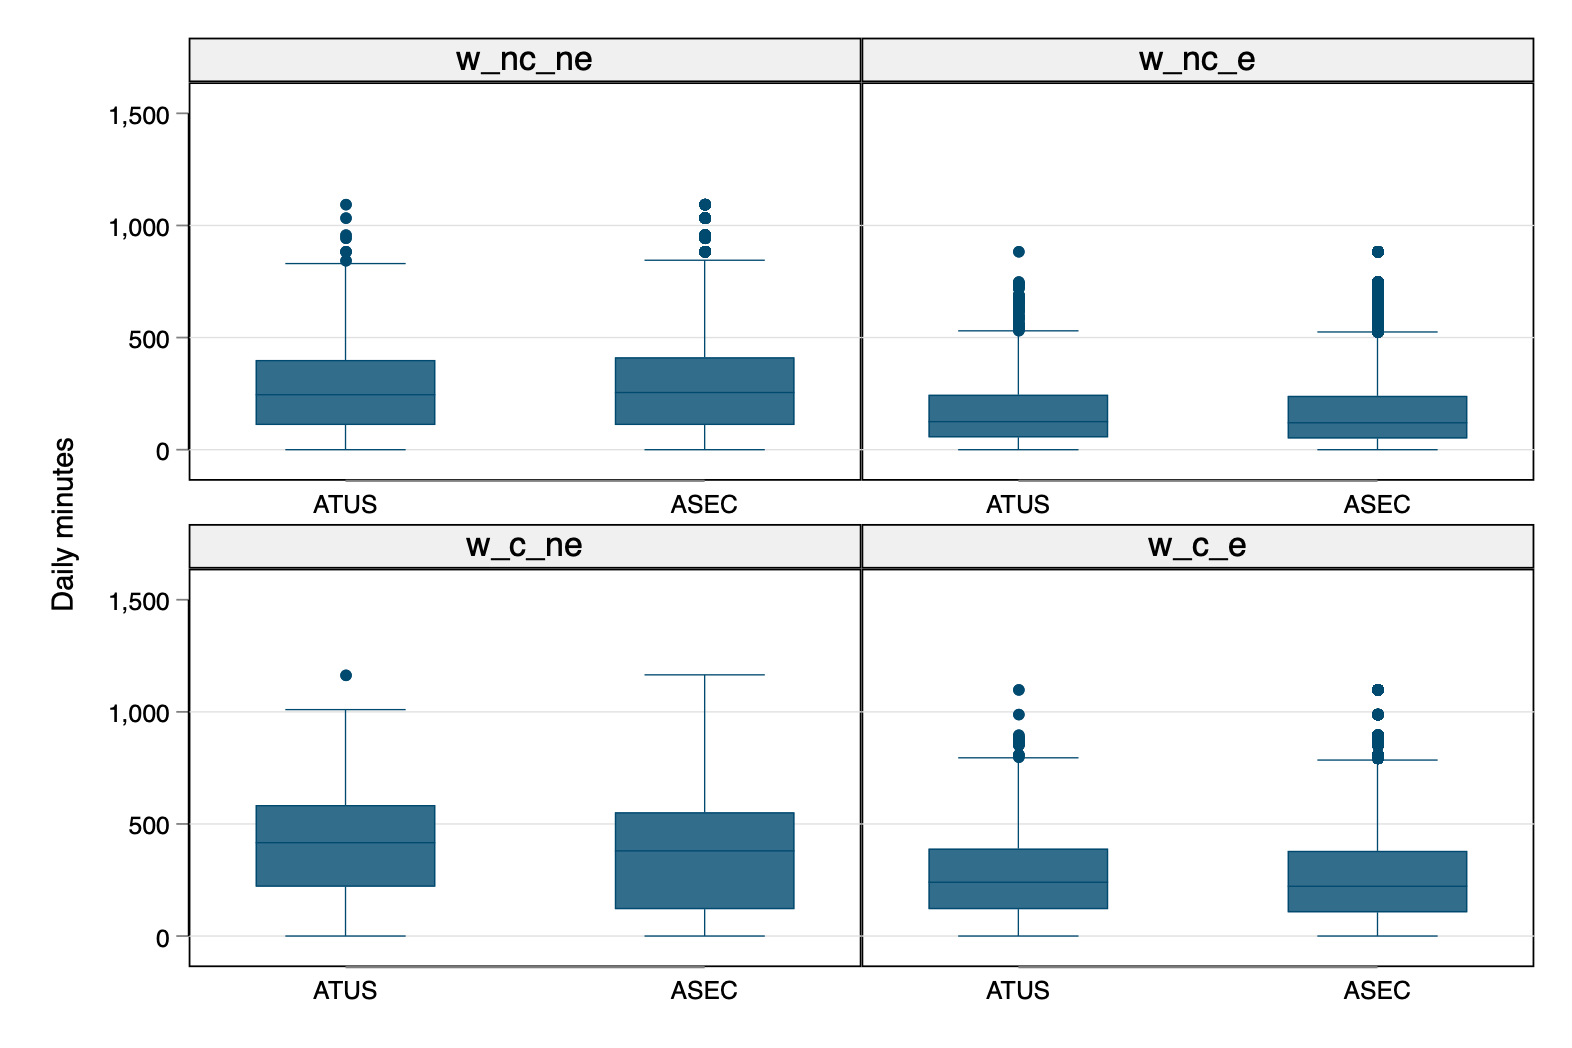 w_nc_ne
w_nc_e
1,500
1,000
500
0
ATUS
ASEC
ATUS
ASEC
w_c_ne
w_c_e
1,500
1,000
500
0
ATUS
ASEC
ATUS
ASEC
Daily minutes